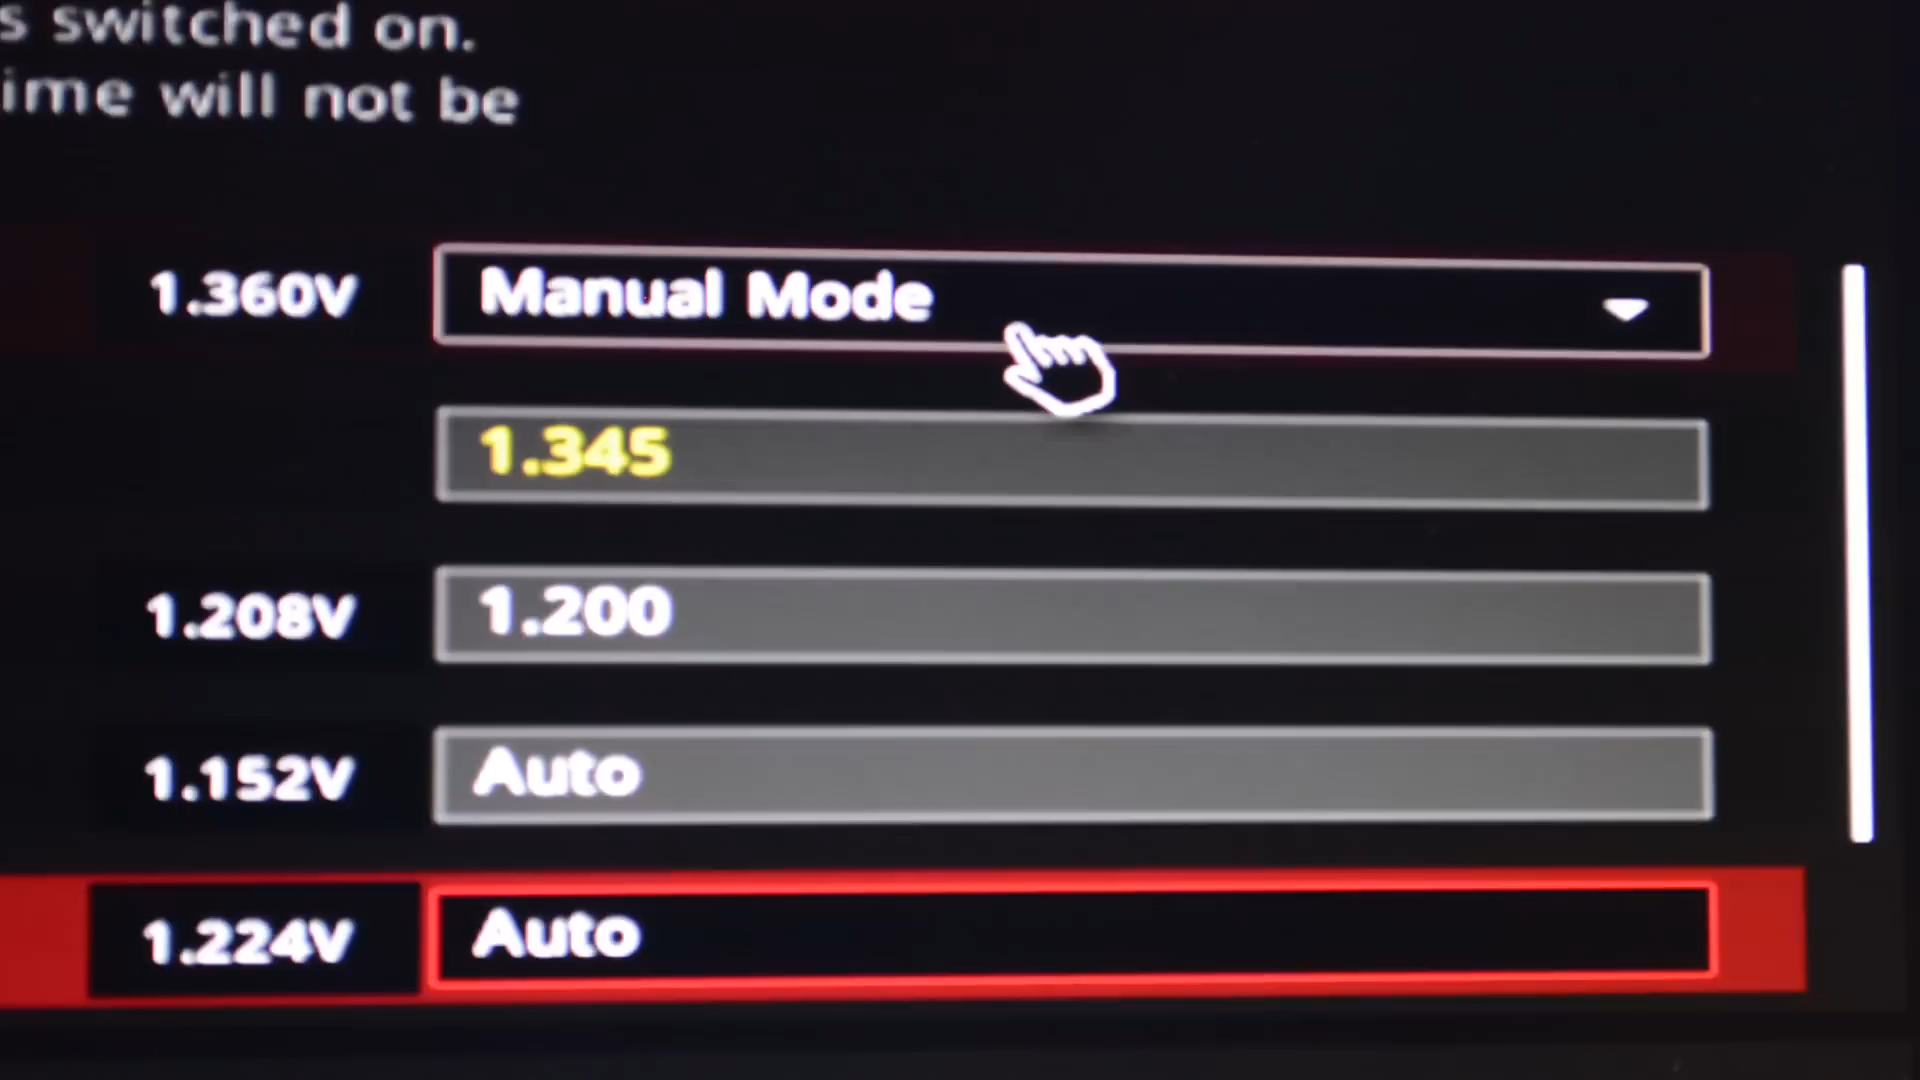 s switched on.
ime will not be
1.360V Manual Mode
1.345
1.208V 1.200
1.152V Auto
1.224V Auto